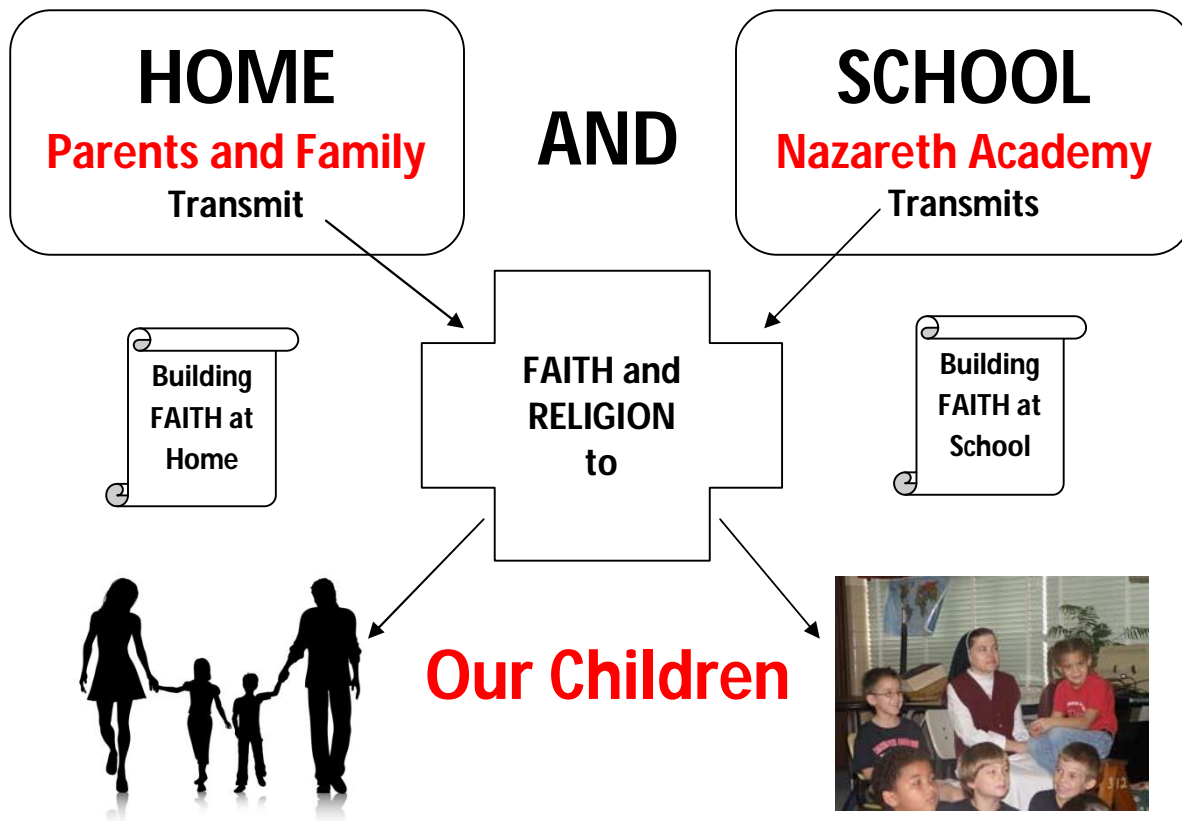 HOME
Parents and Family
Transmit
AND
SCHOOL
Nazareth Academy
Transmits
Building
FAITH at
Home
FAITH and
RELIGION
to
Building
FAITH at
School
Our Children
312